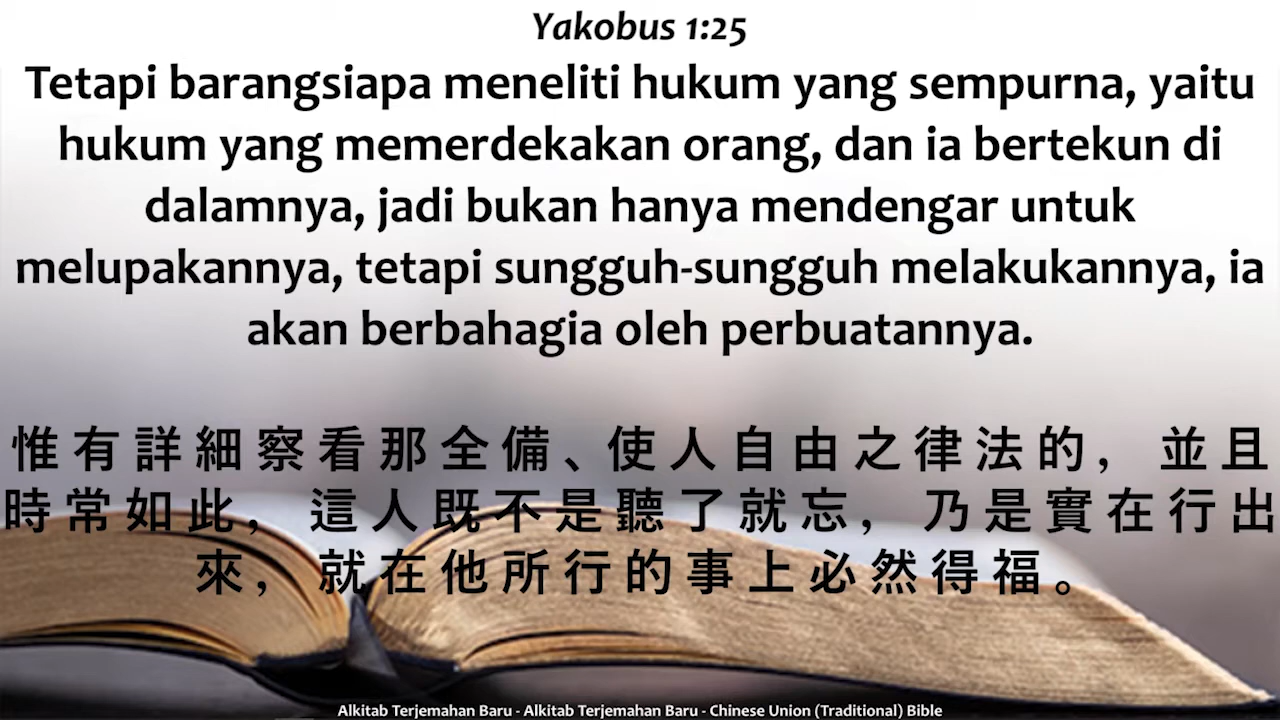 Yakobus 1:25
Tetapi barangsiapa meneliti hukum yang sempurna, yaitu
hukum yang memerdekakan orang, dan ia bertekun di
dalamnya, jadi bukan hanya mendengar untuk
melupakannya, tetapi sungguh-sungguh melakukannya, ia
akan berbahagia oleh perbuatannya.
惟有詳細察看那全備、使人自由之律法的，並且
時常如此，這人既不是聽了就忘，乃是實在行出
來，就在他所行的事上必然得福。
Alkitab Terjemahan Baru - Alkitab Terjemahan Baru - Chinese Union (Traditional) Bible